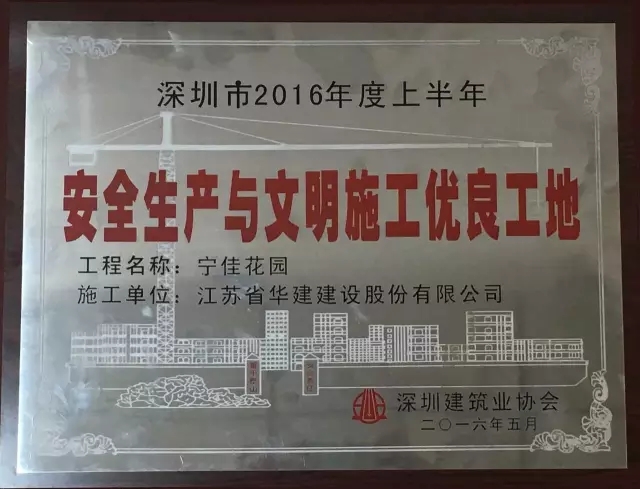 深圳市2016年度上半年
安全生产与文明施工优良工地
工程名称：宁佳花园
施工单位：江苏省华建建设股份有限公司
深圳建筑业协会
二〇一六年五月